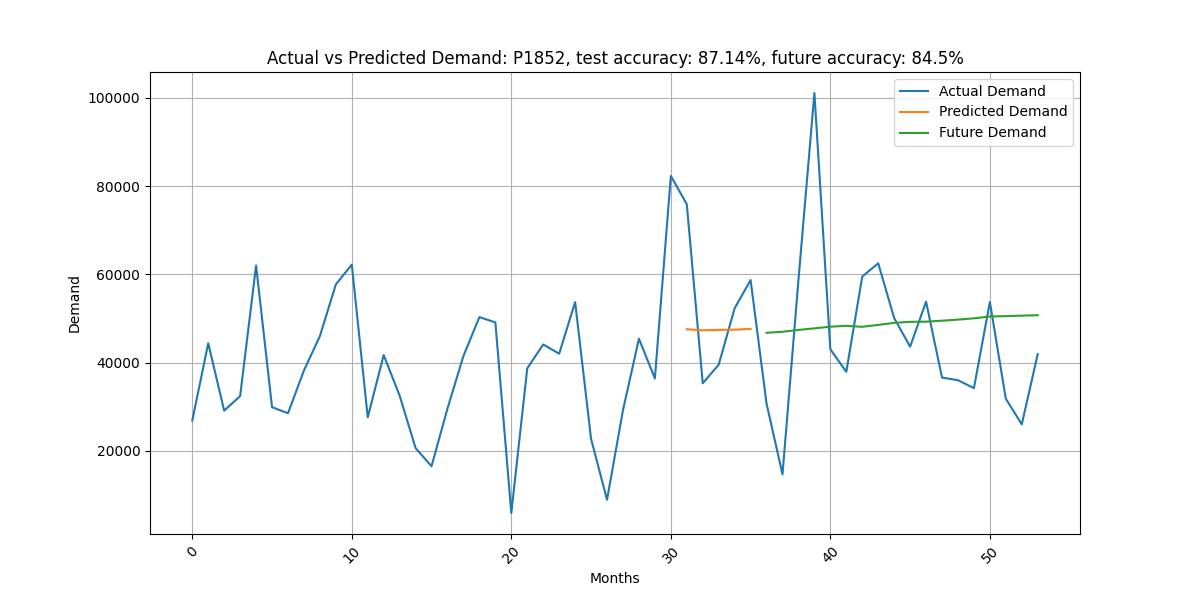 Actual vs Predicted Demand: P1852, test accuracy: 87.14%, future accuracy: 84.5%
Actual Demand
Predicted Demand
Future Demand
100000
80000
60000
40000
20000
Demand
0
10
20
30
40
50
Months